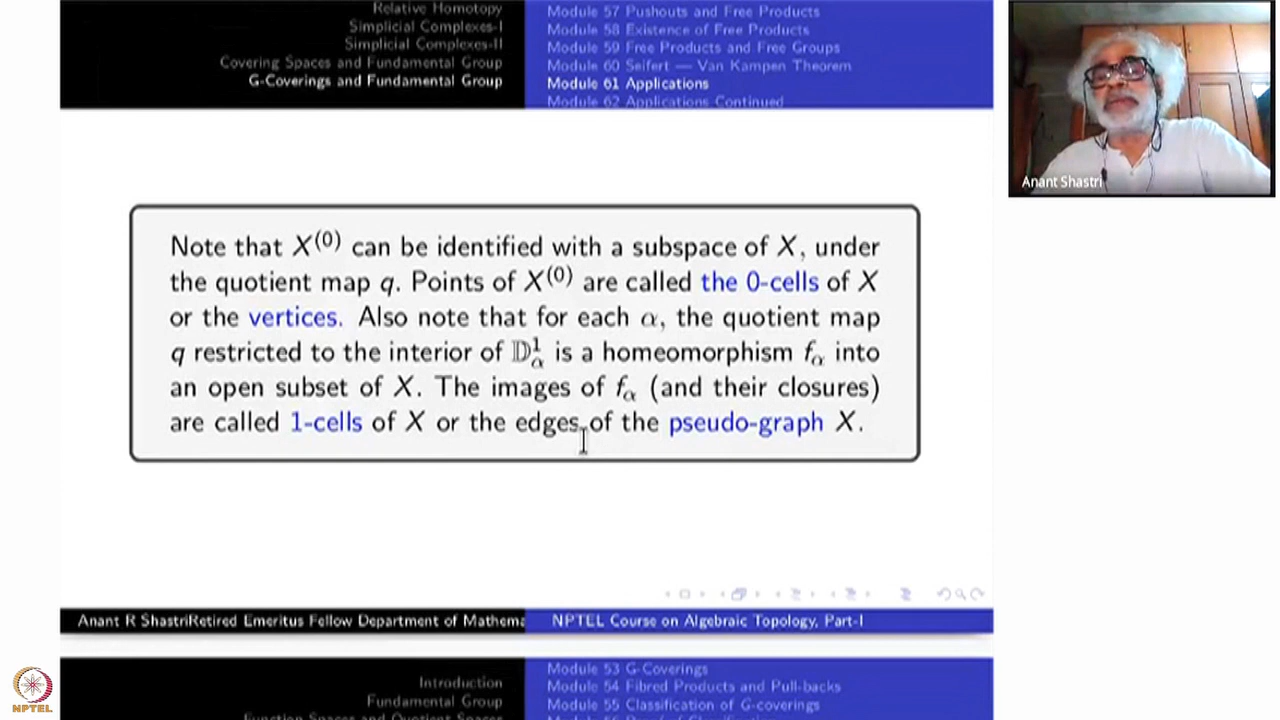 Relative Homotopy
Simplicial Complexes-I
Simplicial Complexes-II
Covering Spaces and Fundamental Group
G-Coverings and Fundamental Group
Module 57 Pushouts and Free Products
Module 58 Existence of Free Products
Module 59 Free Products and Free Groups
Module 60 Seifert — Van Kampen Theorem
Module 61 Applications
Module 62 Applications Continued
Anant Shastri
Note that X⁽⁰⁾ can be identified with a subspace of X, under
the quotient map q. Points of X⁽⁰⁾ are called the 0-cells of X
or the vertices. Also note that for each α, the quotient map
q restricted to the interior of 𝔻¹_α is a homeomorphism f_α into
an open subset of X. The images of f_α (and their closures)
are called 1-cells of X or the edges of the pseudo-graph X.
Anant R ShastriRetired Emeritus Fellow Department of Mathema
NPTEL Course on Algebraic Topology, Part-I
Introduction
Fundamental Group
Function Spaces and Quotient Spaces
Module 53 G-Coverings
Module 54 Fibred Products and Pull-backs
Module 55 Classification of G-coverings
NPTEL